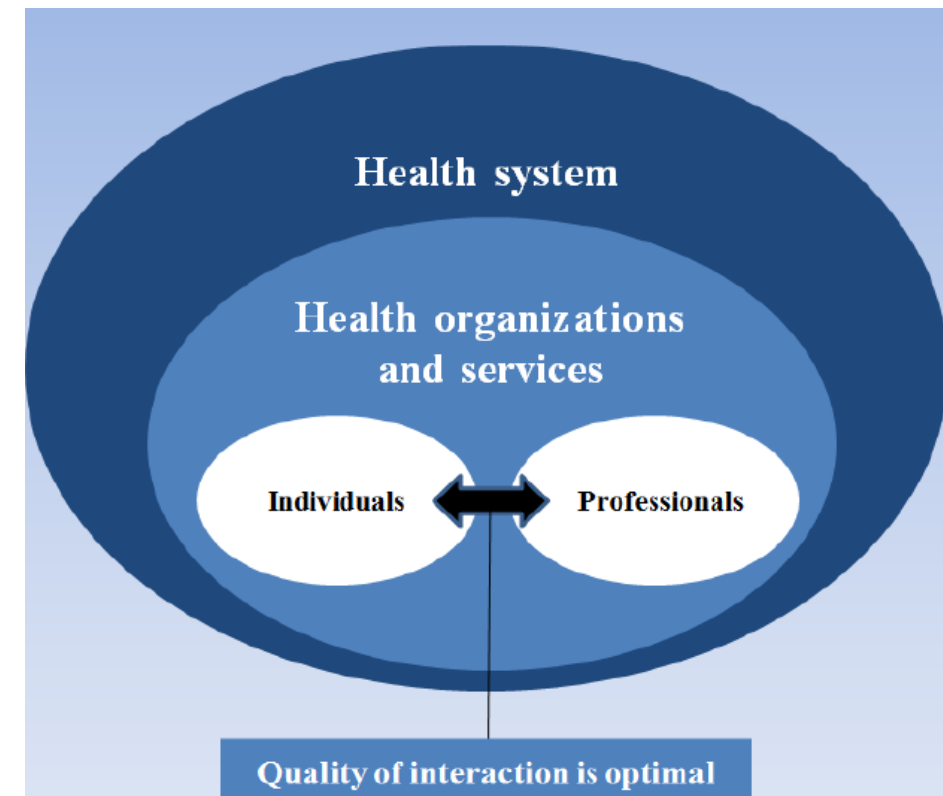 Health system
Health organizations
and services
Individuals
Professionals
Quality of interaction is optimal